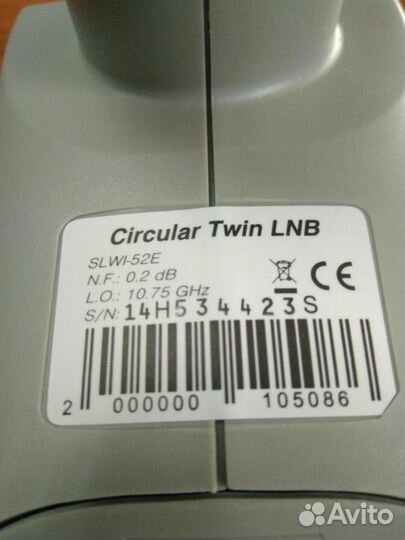 Circular Twin LNB
SLWI-52E
N.F.: 0.2 dB
L.O.: 10.75 GHz
S/N: 14H534423S
CE
2 000000 105086
Avito